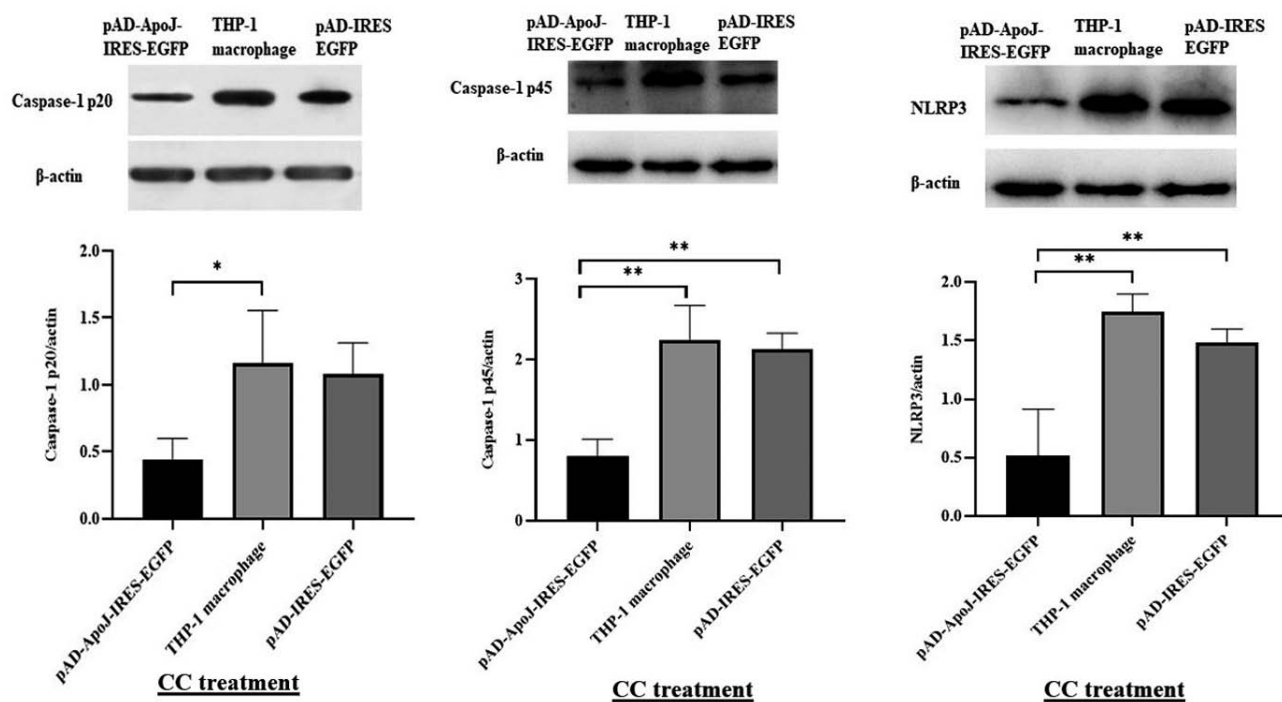 pAD-ApoJ-
IRES-EGFP
THP-1
macrophage
pAD-IRES
EGFP
Caspase-1 p20
β-actin
*
2.0
1.5
1.0
0.5
0.0
Caspase-1 p20/actin
pAD-ApoJ-IRES-EGFP
THP-1 macrophage
pAD-IRES-EGFP
CC treatment
pAD-ApoJ-
IRES-EGFP
THP-1
macrophage
pAD-IRES
EGFP
Caspase-1 p45
β-actin
**
**
3
2
1
0
Caspase-1 p45/actin
pAD-ApoJ-IRES-EGFP
THP-1 macrophage
pAD-IRES-EGFP
CC treatment
pAD-ApoJ-
IRES-EGFP
THP-1
macrophage
pAD-IRES
EGFP
NLRP3
β-actin
**
**
2.0
1.5
1.0
0.5
0.0
NLRP3/actin
pAD-ApoJ-IRES-EGFP
THP-1 macrophage
pAD-IRES-EGFP
CC treatment